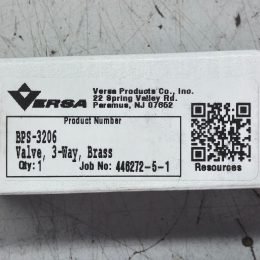 VERSA
Versa Products Co., Inc.
22 Spring Valley Rd.
Paramus, NJ 07652
Product Number
BPS-3206
Valve, 3-Way, Brass
Qty: 1 Job No: 446272-5-1
Resources